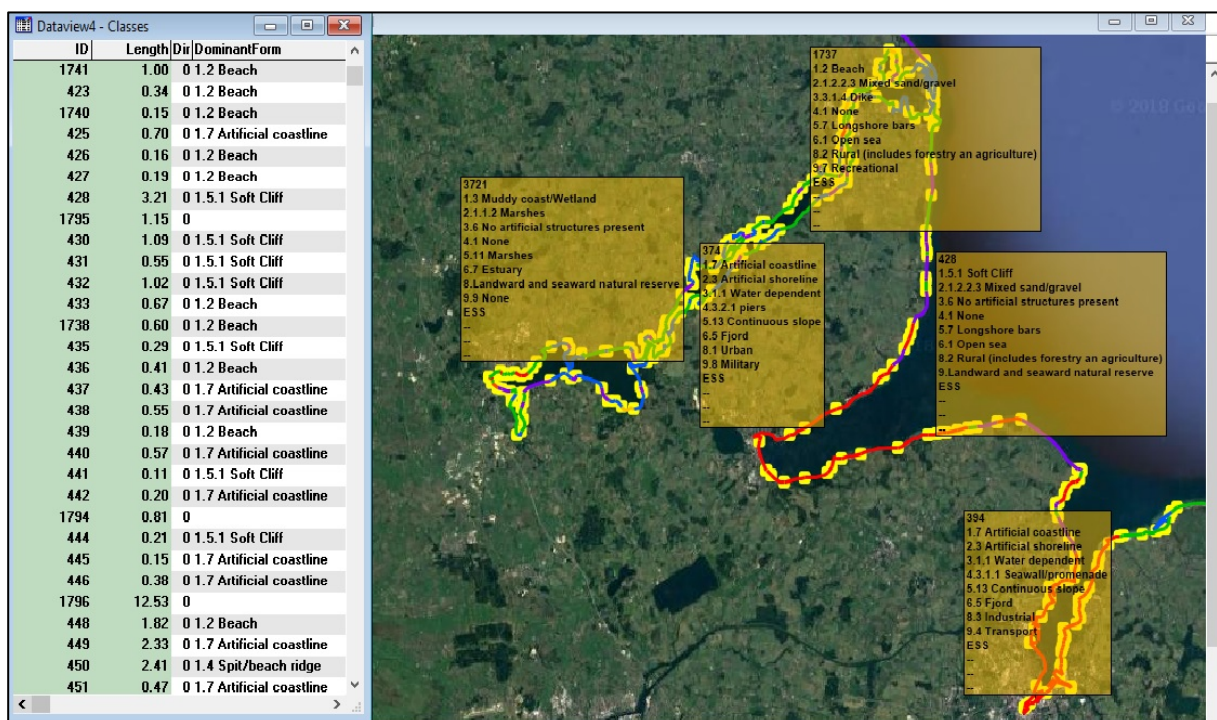 Dataview4 - Classes
ID Length Dir DominantForm
1741 1.00 0 1.2 Beach
423 0.34 0 1.2 Beach
1740 0.15 0 1.2 Beach
425 0.70 0 1.7 Artificial coastline
426 0.16 0 1.2 Beach
427 0.19 0 1.2 Beach
428 3.21 0 1.5.1 Soft Cliff
1795 1.15 0
430 1.09 0 1.5.1 Soft Cliff
431 0.55 0 1.5.1 Soft Cliff
432 1.02 0 1.5.1 Soft Cliff
433 0.67 0 1.2 Beach
1738 0.60 0 1.2 Beach
435 0.29 0 1.5.1 Soft Cliff
436 0.41 0 1.2 Beach
437 0.43 0 1.7 Artificial coastline
438 0.55 0 1.7 Artificial coastline
439 0.18 0 1.2 Beach
440 0.57 0 1.7 Artificial coastline
441 0.11 0 1.5.1 Soft Cliff
442 0.20 0 1.7 Artificial coastline
1794 0.81 0
444 0.21 0 1.5.1 Soft Cliff
445 0.15 0 1.7 Artificial coastline
446 0.38 0 1.7 Artificial coastline
1796 12.53 0
448 1.82 0 1.2 Beach
449 2.33 0 1.7 Artificial coastline
450 2.41 0 1.4 Spit/beach ridge
451 0.47 0 1.7 Artificial coastline
1737
1.2 Beach
2.1.2.2.3 Mixed sand/gravel
3.3.1.4 Dike
4.1 None
5.7 Longshore bars
6.1 Open sea
8.2 Rural (includes forestry an agriculture)
9.7 Recreational
ESS
--
--
--
© 2018
3721
1.3 Muddy coast/Wetland
2.1.1.2 Marshes
3.6 No artificial structures present
4.1 None
5.11 Marshes
6.7 Estuary
8.Landward and seaward natural reserve
9.9 None
ESS
--
--
--
374
1.7 Artificial coastline
2.3 Artificial shoreline
3.1.1 Water dependent
4.3.2.1 piers
5.13 Continuous slope
6.5 Fjord
8.1 Urban
9.8 Military
ESS
--
--
--
428
1.5.1 Soft Cliff
2.1.2.2.3 Mixed sand/gravel
3.6 No artificial structures present
4.1 None
5.7 Longshore bars
6.1 Open sea
8.2 Rural (includes forestry an agriculture)
9.Landward and seaward natural reserve
ESS
--
--
--
394
1.7 Artificial coastline
2.3 Artificial shoreline
3.1.1 Water dependent
4.3.1.1 Seawall/promenade
5.13 Continuous slope
6.5 Fjord
8.3 Industrial
9.4 Transport
ESS
--
--
--